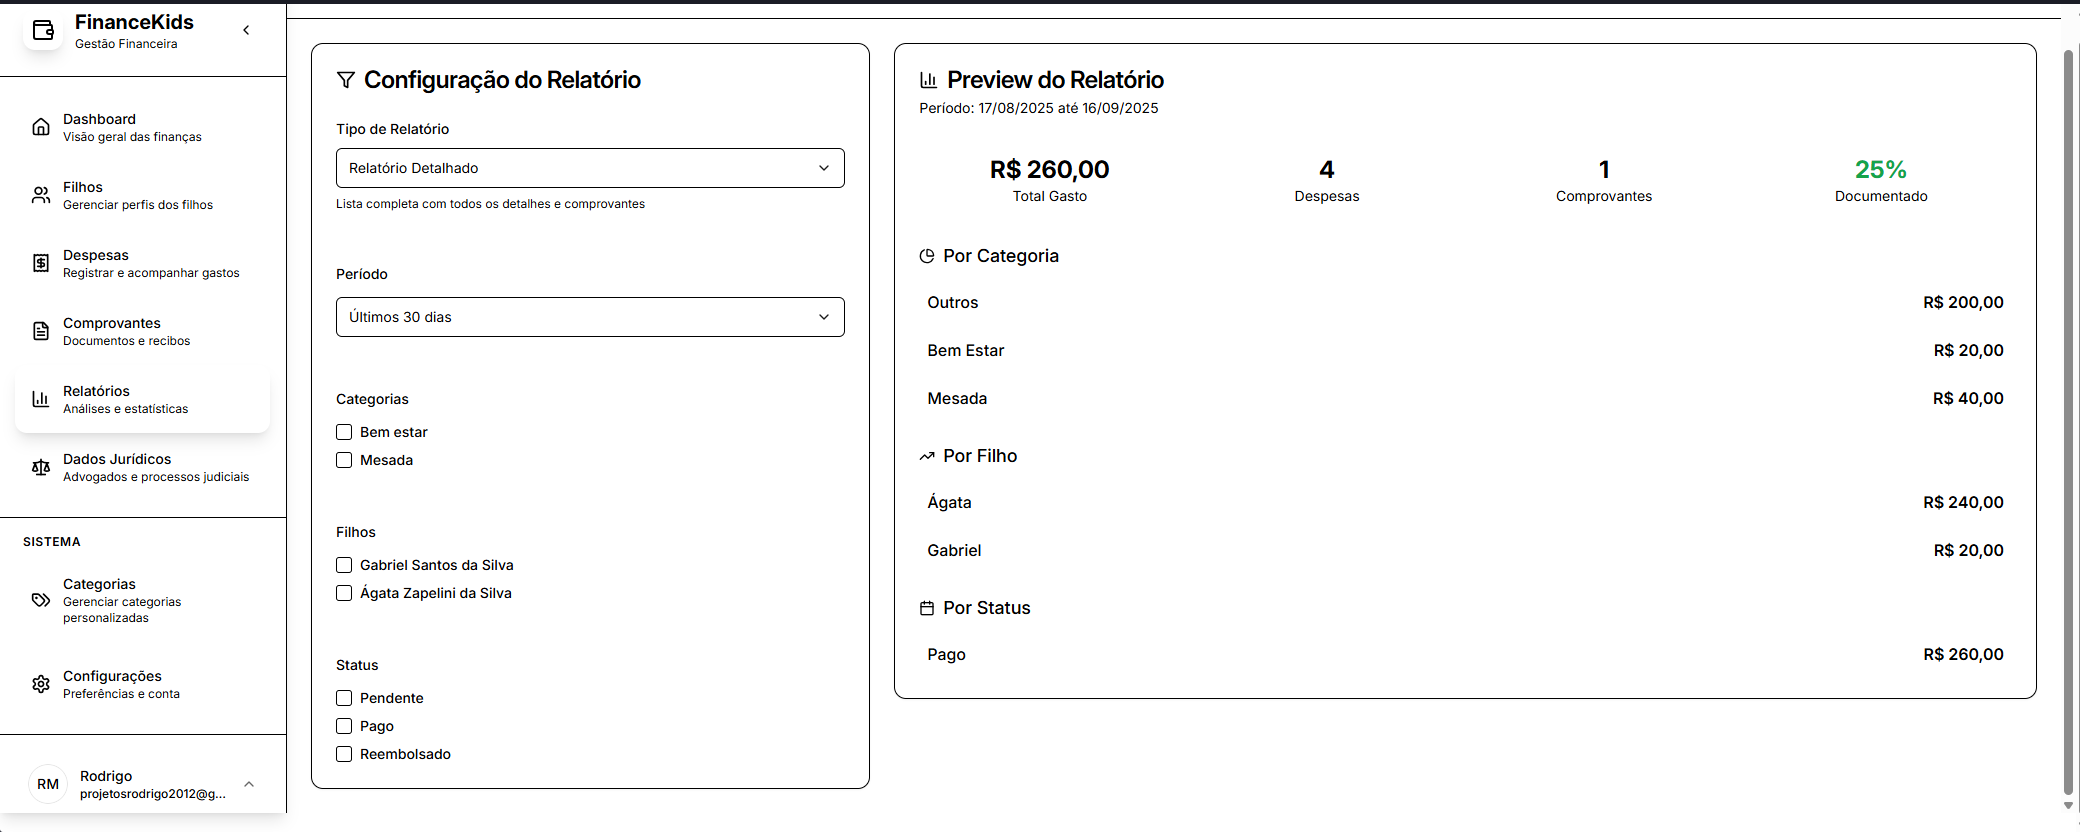 FinanceKids
Gestão Financeira
Dashboard
Visão geral das finanças
Filhos
Gerenciar perfis dos filhos
Despesas
Registrar e acompanhar gastos
Comprovantes
Documentos e recibos
Relatórios
Análises e estatísticas
Dados Jurídicos
Advogados e processos judiciais
SISTEMA
Categorias
Gerenciar categorias
personalizadas
Configurações
Preferências e conta
RM
Rodrigo
projetosrodrigo2012@g...
Configuração do Relatório
Tipo de Relatório
Relatório Detalhado
Lista completa com todos os detalhes e comprovantes
Período
Últimos 30 dias
Categorias
Bem estar
Mesada
Filhos
Gabriel Santos da Silva
Ágata Zapelini da Silva
Status
Pendente
Pago
Reembolsado
Preview do Relatório
Período: 17/08/2025 até 16/09/2025
R$ 260,00
Total Gasto
4
Despesas
1
Comprovantes
25%
Documentado
Por Categoria
Outros R$ 200,00
Bem Estar R$ 20,00
Mesada R$ 40,00
Por Filho
Ágata R$ 240,00
Gabriel R$ 20,00
Por Status
Pago R$ 260,00